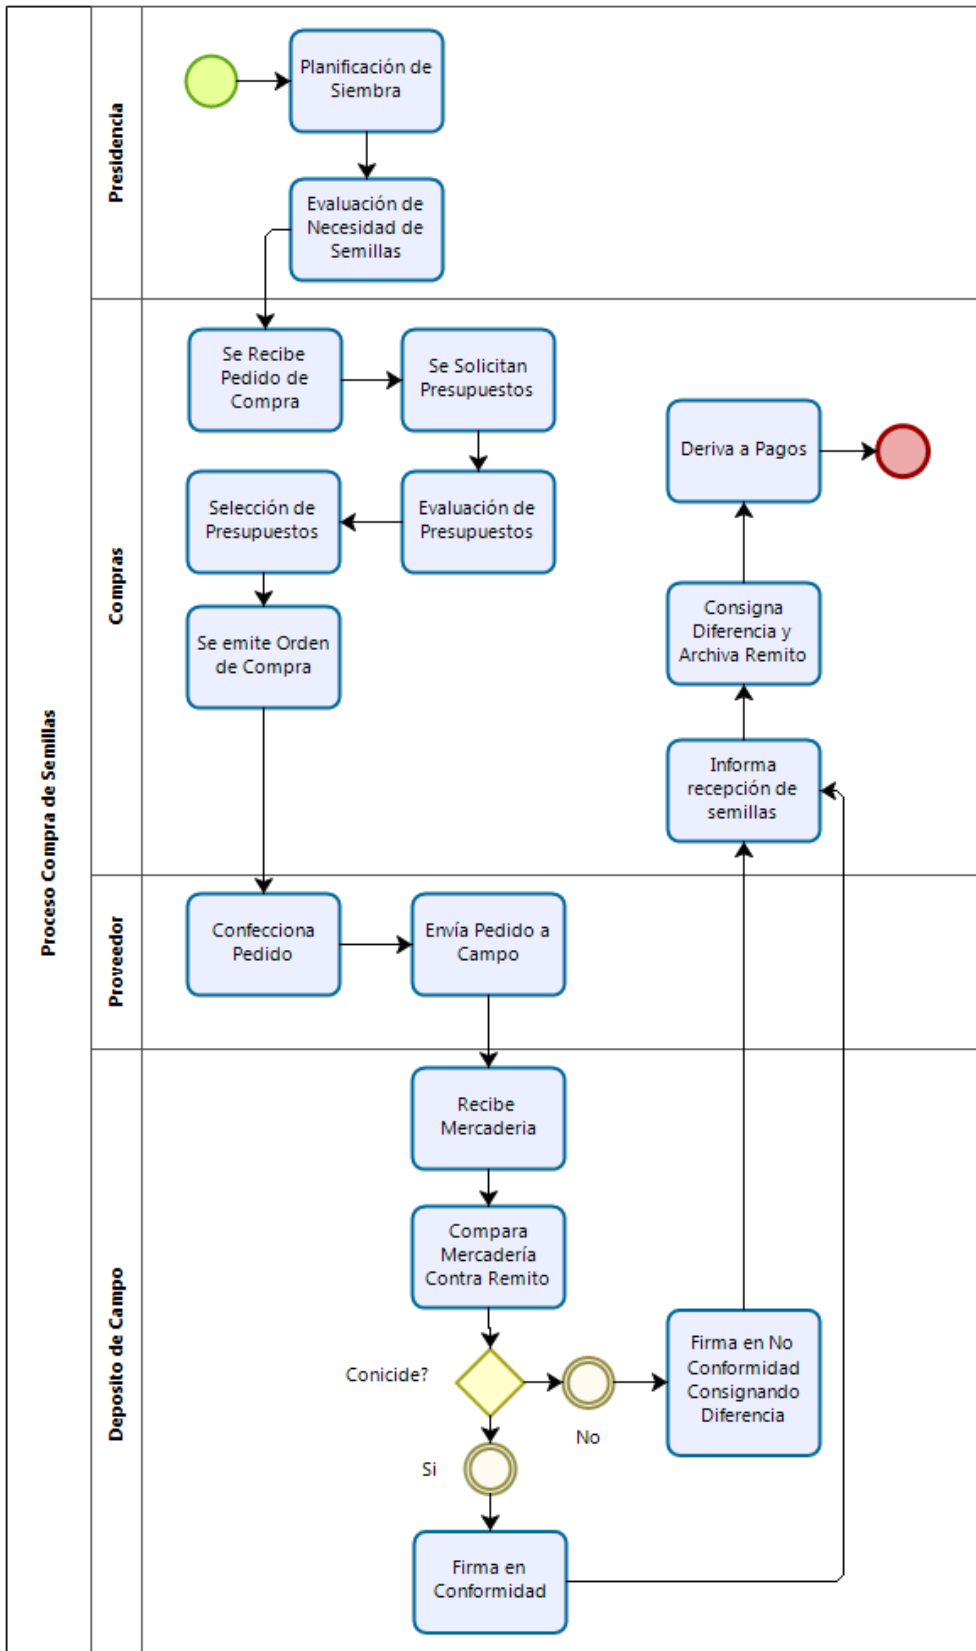 Proceso Compra de Semillas
Presidencia
Planificación de
Siembra
Evaluación de
Necesidad de
Semillas
Compras
Se Recibe
Pedido de
Compra
Se Solicitan
Presupuestos
Evaluación de
Presupuestos
Selección de
Presupuestos
Se emite Orden
de Compra
Deriva a Pagos
Consigna
Diferencia y
Archiva Remito
Informa
recepción de
semillas
Proveedor
Confecciona
Pedido
Envía Pedido a
Campo
Deposito de Campo
Recibe
Mercaderia
Compara
Mercadería
Contra Remito
Conicide?
No
Firma en No
Conformidad
Consignando
Diferencia
Si
Firma en
Conformidad